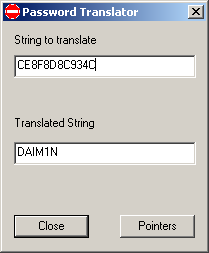 Password Translator
String to translate
CE8F8D8C934C
Translated String
DAIM1N
Close Pointers